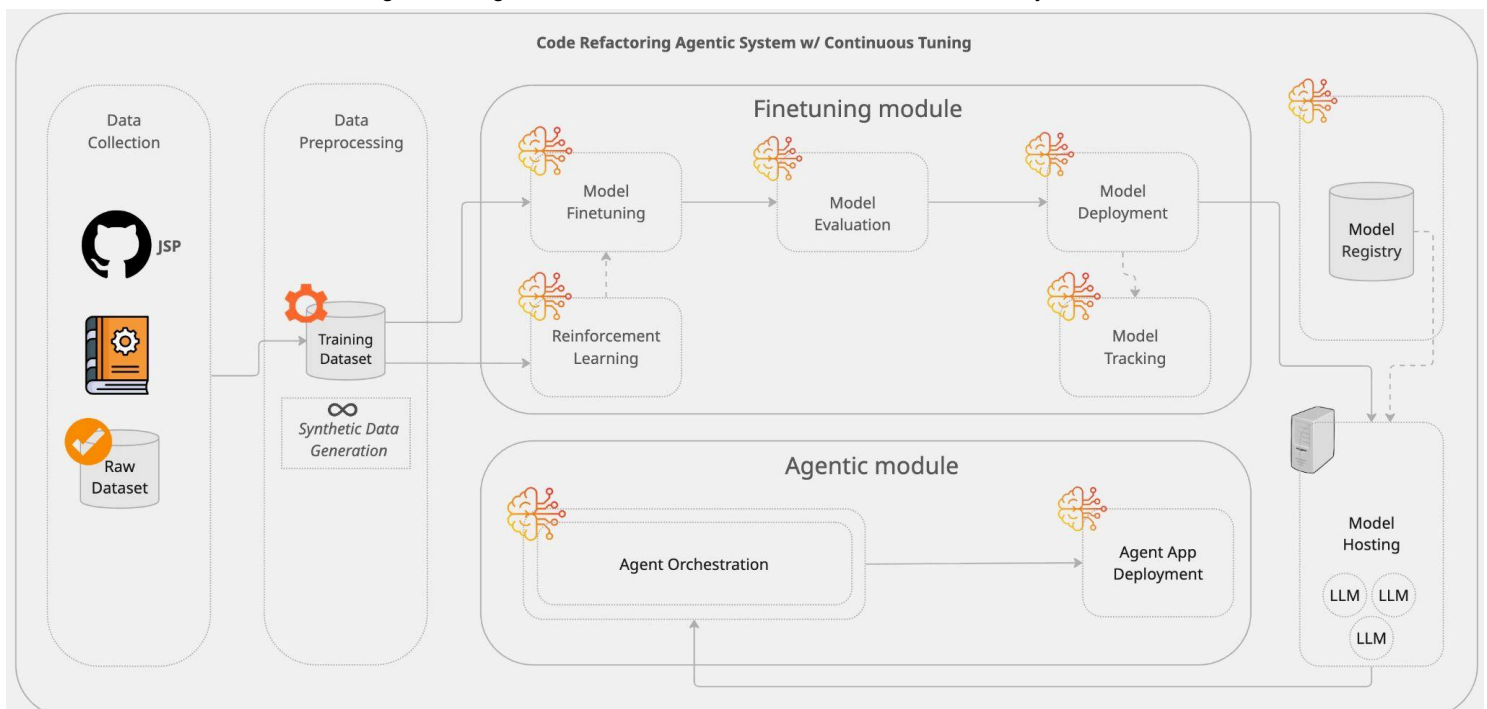 Code Refactoring Agentic System w/ Continuous Tuning
Data
Collection
JSP
Raw
Dataset
Data
Preprocessing
Training
Dataset
Synthetic Data
Generation
Finetuning module
Model
Finetuning
Model
Evaluation
Model
Deployment
Reinforcement
Learning
Model
Tracking
Model
Registry
Agentic module
Agent Orchestration
Agent App
Deployment
Model
Hosting
LLM
LLM
LLM